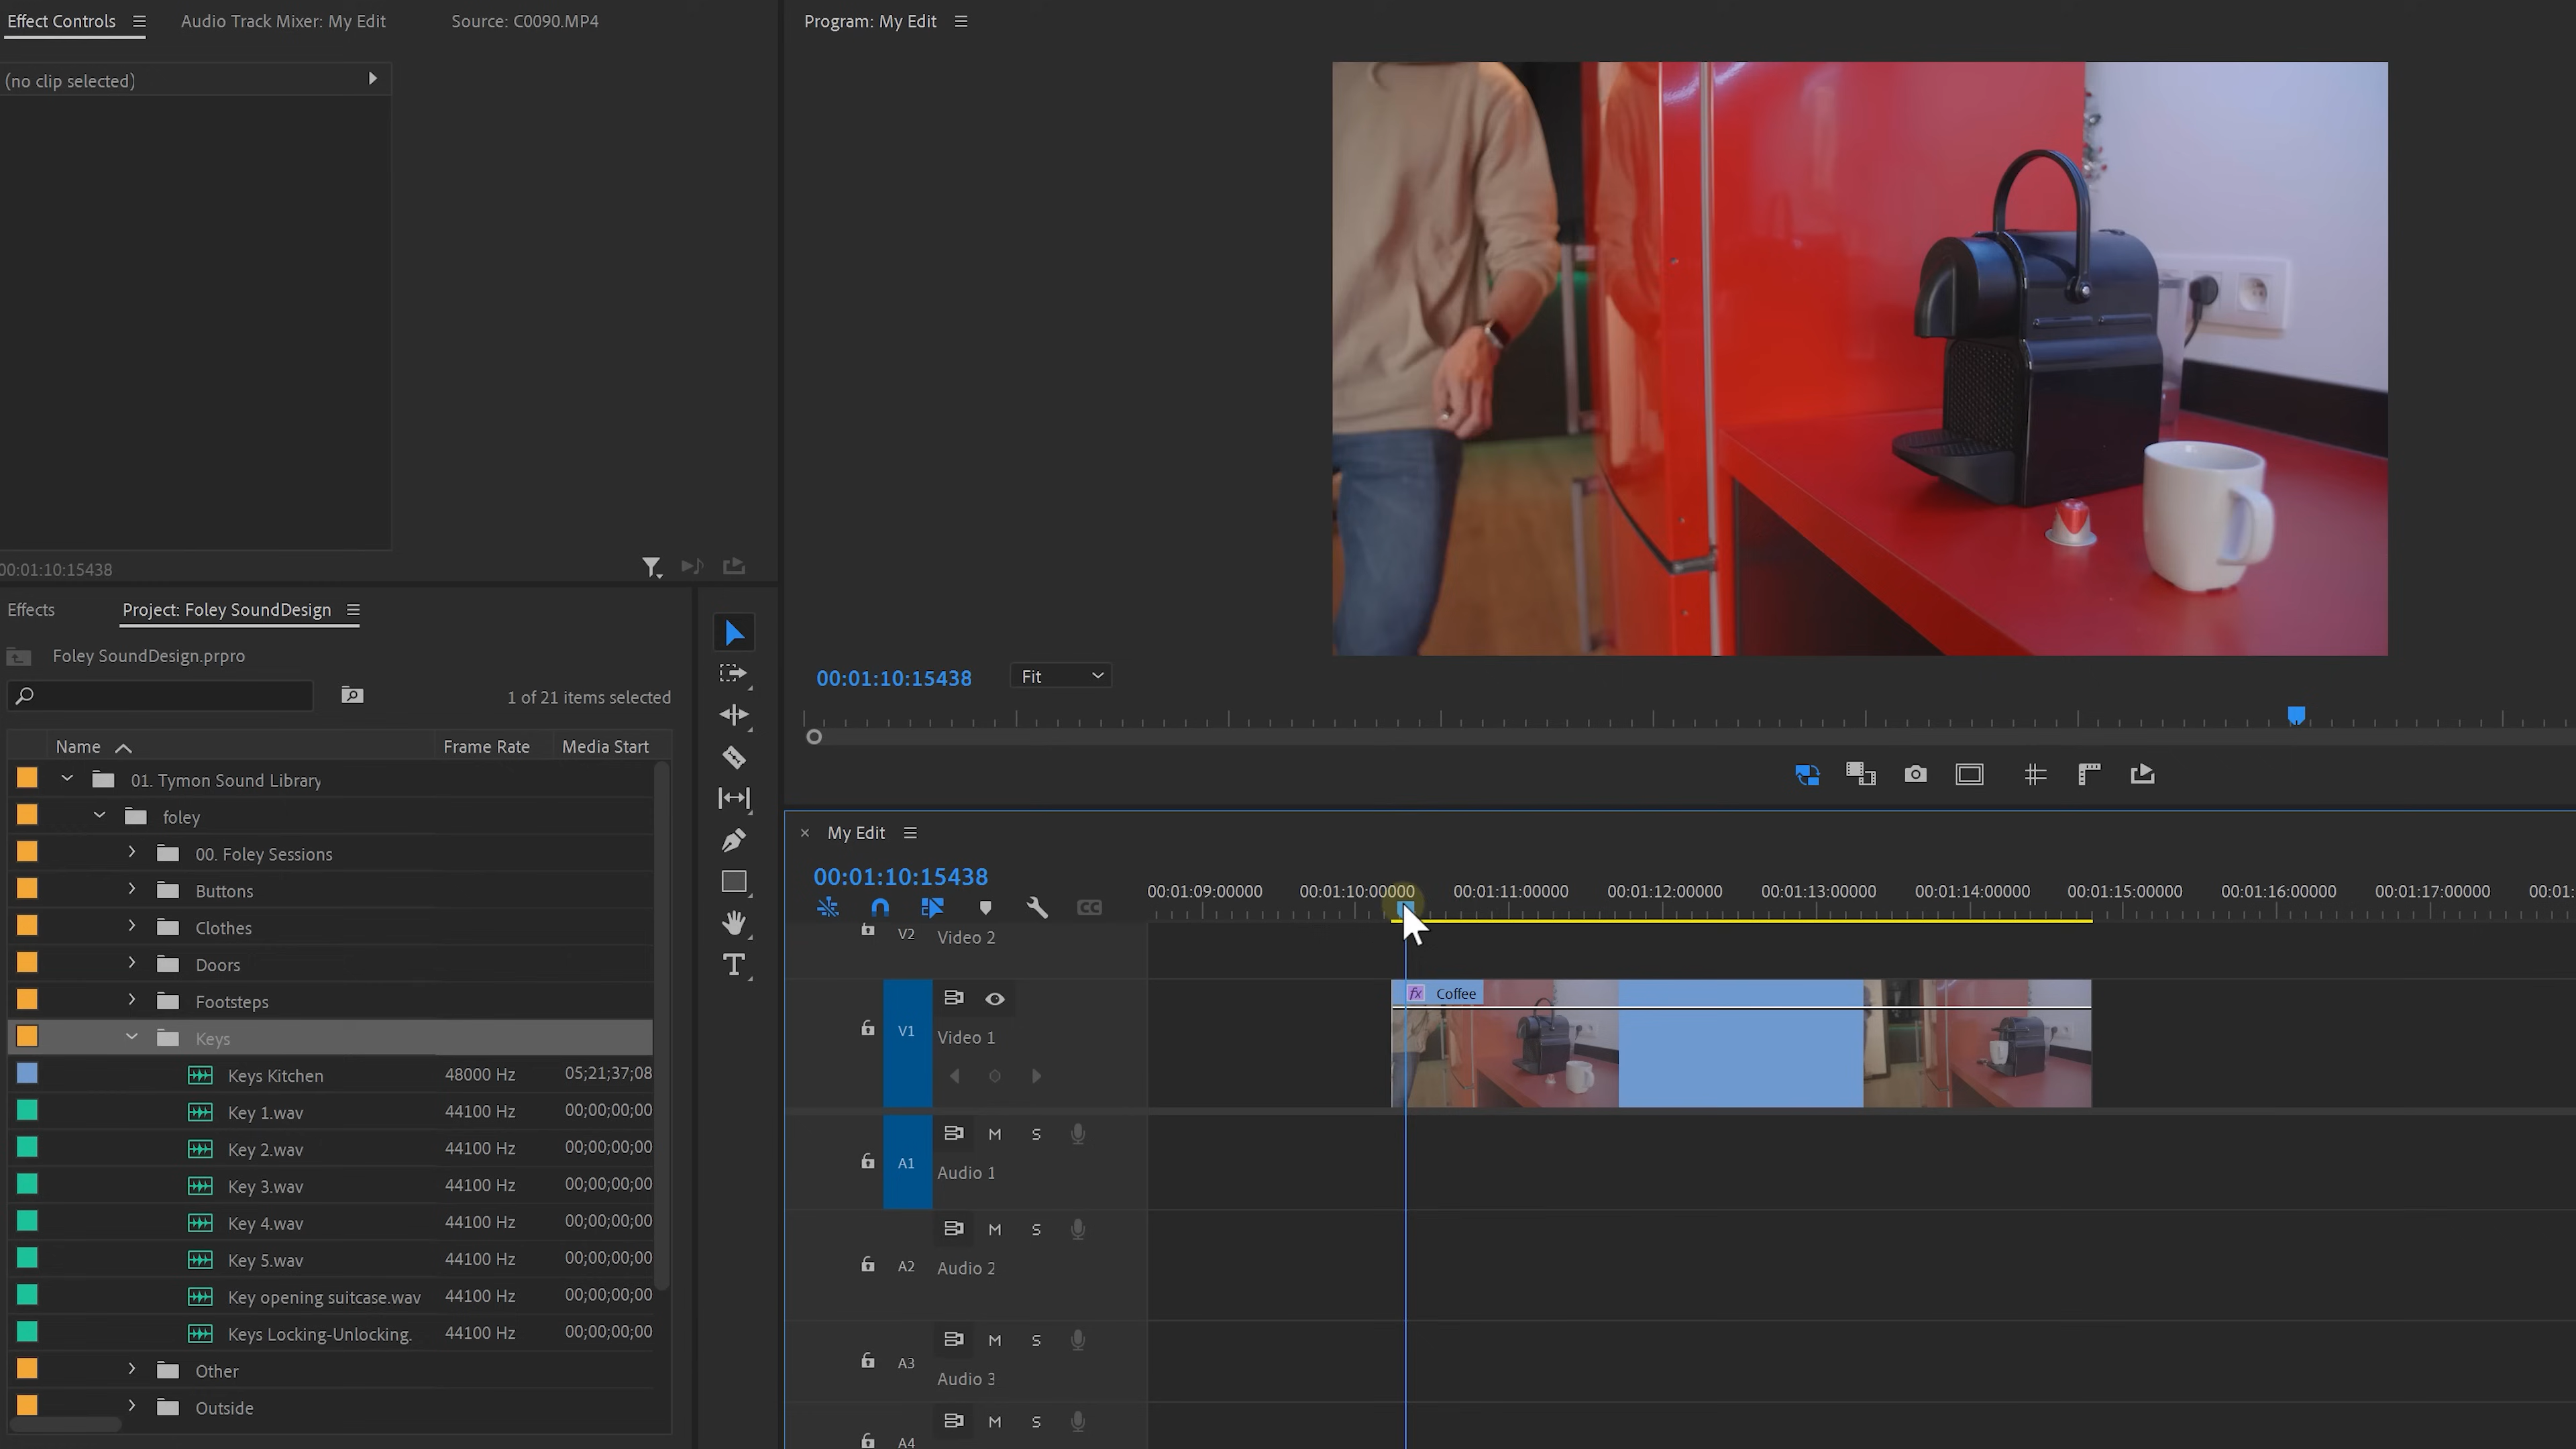 Effect Controls
Audio Track Mixer: My Edit
Source: C0090.MP4
(no clip selected)
00:01:10:15438
Program: My Edit
00:01:10:15438
Fit
Effects
Project: Foley SoundDesign
Foley SoundDesign.prpro
1 of 21 items selected
Name
Frame Rate
Media Start
01. Tymon Sound Library
foley
00. Foley Sessions
Buttons
Clothes
Doors
Footsteps
Keys
Keys Kitchen 48000 Hz 05;21;37;08
Key 1.wav 44100 Hz 00;00;00;00
Key 2.wav 44100 Hz 00;00;00;00
Key 3.wav 44100 Hz 00;00;00;00
Key 4.wav 44100 Hz 00;00;00;00
Key 5.wav 44100 Hz 00;00;00;00
Key opening suitcase.wav 44100 Hz 00;00;00;00
Keys Locking-Unlocking. 44100 Hz 00;00;00;00
Other
Outside
T
My Edit
00:01:10:15438
CC
00:01:09:00000 00:01:10:00000 00:01:11:00000 00:01:12:00000 00:01:13:00000 00:01:14:00000 00:01:15:00000 00:01:16:00000 00:01:17:00000 00:01:
V2 Video 2
fx Coffee
V1 Video 1
M S
A1 Audio 1
M S
A2 Audio 2
M S
A3 Audio 3
M S
A4